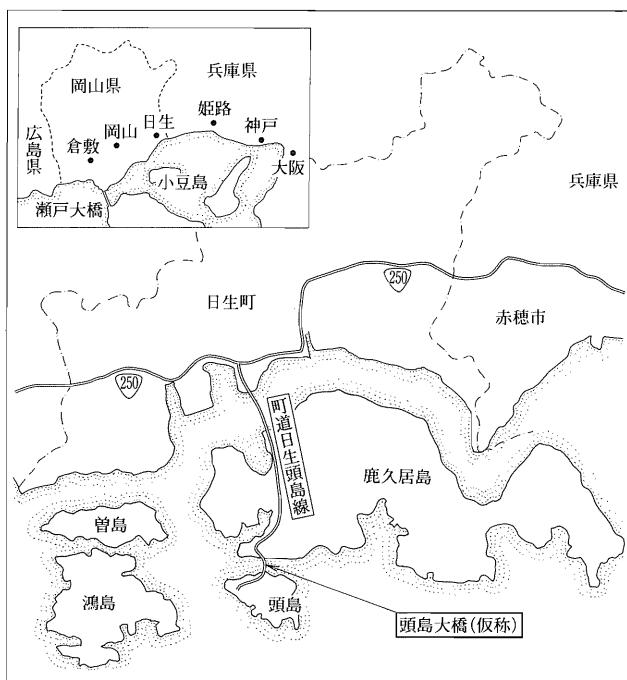 岡山県
兵庫県
広島県
倉敷
岡山
日生
姫路
神戸
大阪
小豆島
瀬戸大橋
兵庫県
250
日生町
赤穂市
250
町道日生頭島線
鹿久居島
曽島
鴻島
頭島
頭島大橋(仮称)